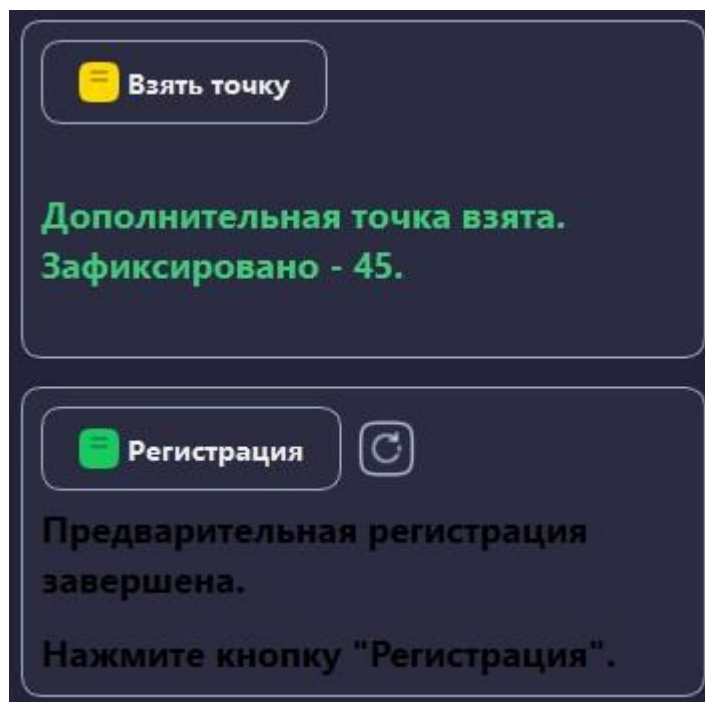 Взять точку
Дополнительная точка взята.
Зафиксировано - 45.
Регистрация
Предварительная регистрация
завершена.
Нажмите кнопку "Регистрация".